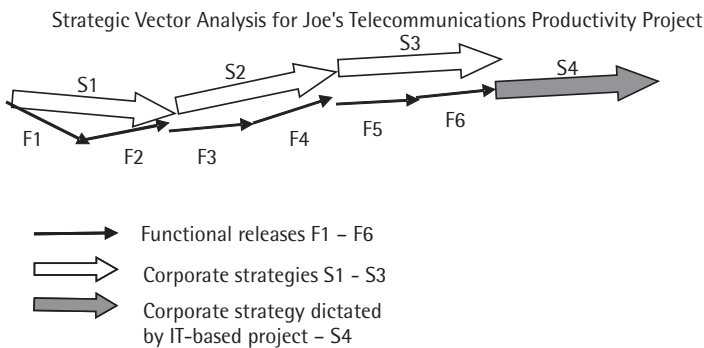 Strategic Vector Analysis for Joe's Telecommunications Productivity Project
S3
S2
S4
S1
F6
F5
F4
F1
F2
F3
Functional releases F1 – F6
Corporate strategies S1 - S3
Corporate strategy dictated
by IT-based project – S4